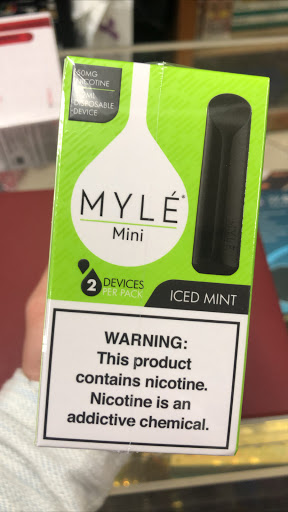 50MG
NICOTINE
DISPOSABLE
DEVICE
MYLÉ®
Mini
2 DEVICES
PER PACK
ICED MINT
WARNING:
This product
contains nicotine.
Nicotine is an
addictive chemical.